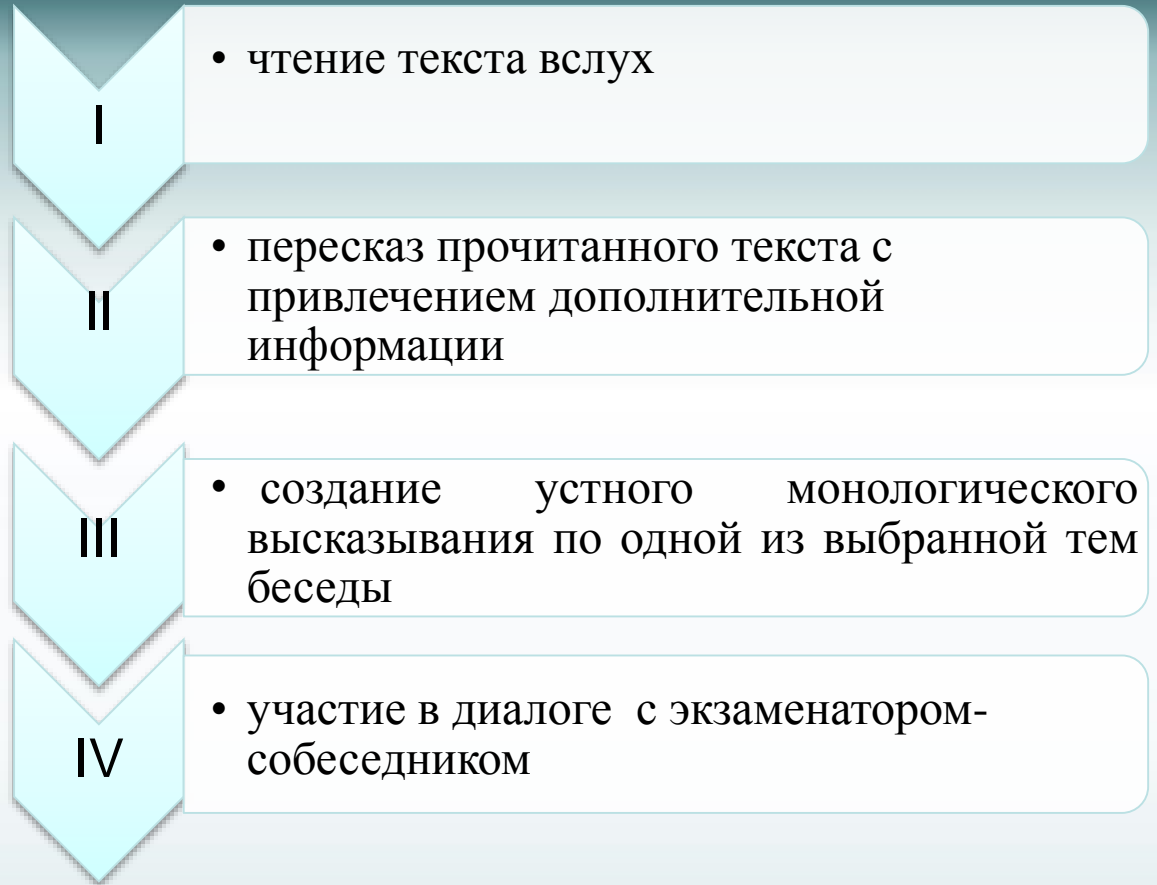 I
• чтение текста вслух
II
• пересказ прочитанного текста с
привлечением дополнительной
информации
III
• создание устного монологического
высказывания по одной из выбранной тем
беседы
IV
• участие в диалоге с экзаменатором-
собеседником